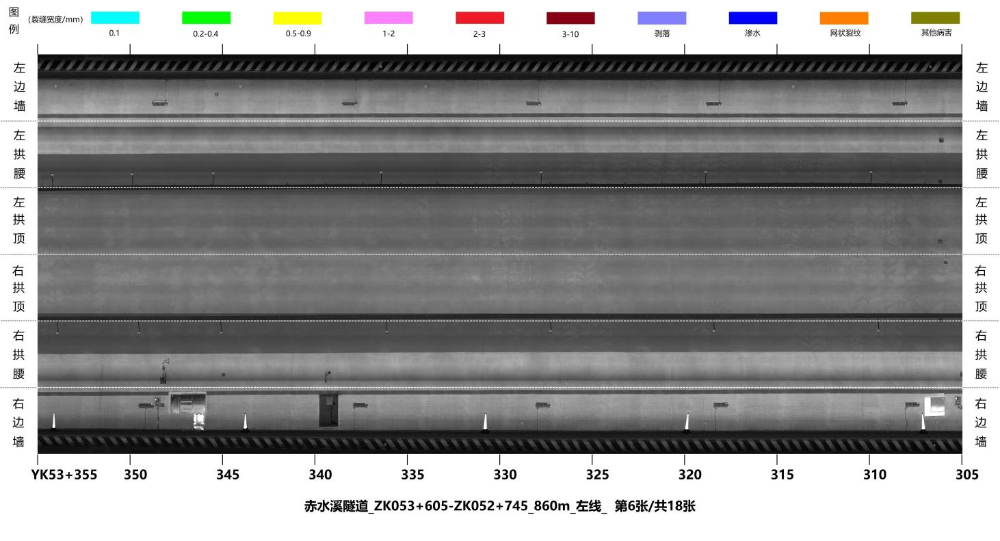 图例
(裂缝宽度/mm)
0.1
0.2-0.4
0.5-0.9
1-2
2-3
3-10
剥落
渗水
网状裂纹
其他病害
左边墙
左边墙
左拱腰
左拱腰
左拱顶
左拱顶
右拱顶
右拱顶
右拱腰
右拱腰
右边墙
右边墙
YK53+355 350 345 340 335 330 325 320 315 310 305
赤水溪隧道_ZK053+605-ZK052+745_860m_左线_ 第6张/共18张